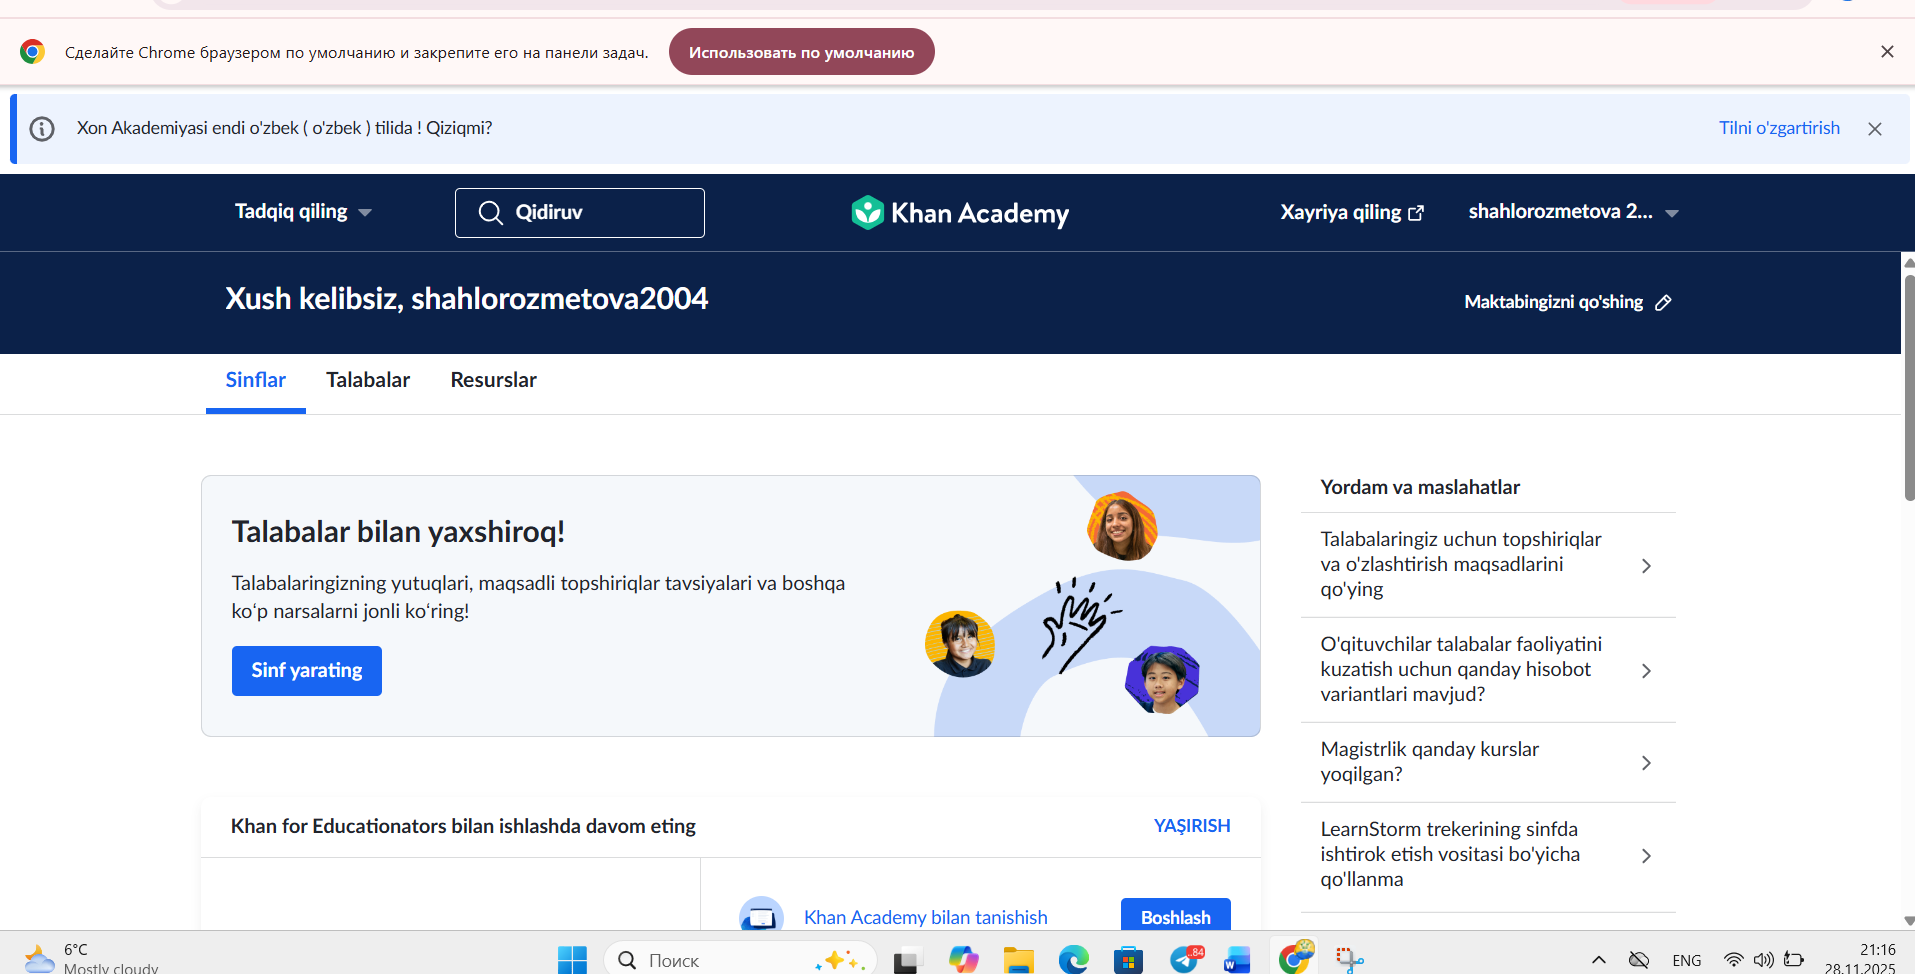 Сделайте Chrome браузером по умолчанию и закрепите его на панели задач.
Использовать по умолчанию
Xon Akademiyasi endi o'zbek ( o'zbek ) tilida ! Qiziqmi?
Tilni o'zgartirish
Tadqiq qiling
Qidiruv
Khan Academy
Xayriya qiling
shahlorozmetova 2...
Xush kelibsiz, shahlorozmetova2004
Maktabingizni qo'shing
Sinflar
Talabalar
Resurslar
Talabalar bilan yaxshiroq!
Talabalaringizning yutuqlari, maqsadli topshiriqlar tavsiyalari va boshqa
koʻp narsalarni jonli koʻring!
Sinf yarating
Yordam va maslahatlar
Talabalaringiz uchun topshiriqlar
va o'zlashtirish maqsadlarini
qo'ying
O'qituvchilar talabalar faoliyatini
kuzatish uchun qanday hisobot
variantlari mavjud?
Magistrlik qanday kurslar
yoqilgan?
LearnStorm trekerining sinfda
ishtirok etish vositasi bo'yicha
qo'llanma
Khan for Educationators bilan ishlashda davom eting
YAŞIRISH
Khan Academy bilan tanishish
Boshlash
6°C
Mostly cloudy
Поиск
84
ENG
21:16
28.11.2025